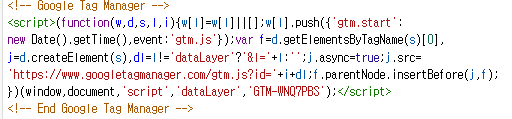 <!-- Google Tag Manager -->
<script>(function(w,d,s,l,i){w[l]=w[l]||[];w[l].push({'gtm.start':
new Date().getTime(),event:'gtm.js'});var f=d.getElementsByTagName(s)[0],
j=d.createElement(s),dl=l!='dataLayer'?'&l='+l:'';j.async=true;j.src=
'https://www.googletagmanager.com/gtm.js?id='+i+dl;f.parentNode.insertBefore(j,f);
})(window,document,'script','dataLayer','GTM-WNQ7PBS');</script>
<!-- End Google Tag Manager -->